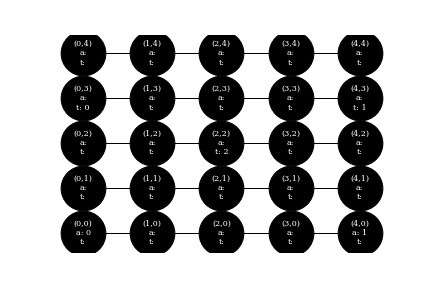 (0,4) (1,4) (2,4) (3,4) (4,4)
a: a: a: a: a:
t: t: t: t: t:
(0,3) (1,3) (2,3) (3,3) (4,3)
a: a: a: a: a:
t: 0 t: t: t: t: 1
(0,2) (1,2) (2,2) (3,2) (4,2)
a: a: a: a: a:
t: t: t: 2 t: t:
(0,1) (1,1) (2,1) (3,1) (4,1)
a: a: a: a: a:
t: t: t: t: t:
(0,0) (1,0) (2,0) (3,0) (4,0)
a: 0 a: a: a: a: 1
t: t: t: t: t: